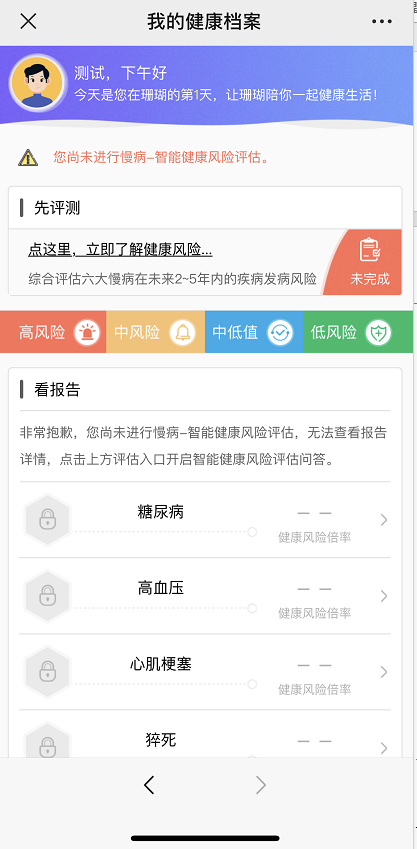 我的健康档案
测试，下午好
今天是您在珊瑚的第1天，让珊瑚陪你一起健康生活！
您尚未进行慢病-智能健康风险评估。
先评测
点这里，立即了解健康风险...
综合评估六大慢病在未来2~5年内的疾病发病风险
未完成
高风险 中风险 中低值 低风险
看报告
非常抱歉，您尚未进行慢病-智能健康风险评估，无法查看报告
详情，点击上方评估入口开启智能健康风险评估问答。
糖尿病
— —
健康风险倍率
高血压
— —
健康风险倍率
心肌梗塞
— —
健康风险倍率
猝死
— —